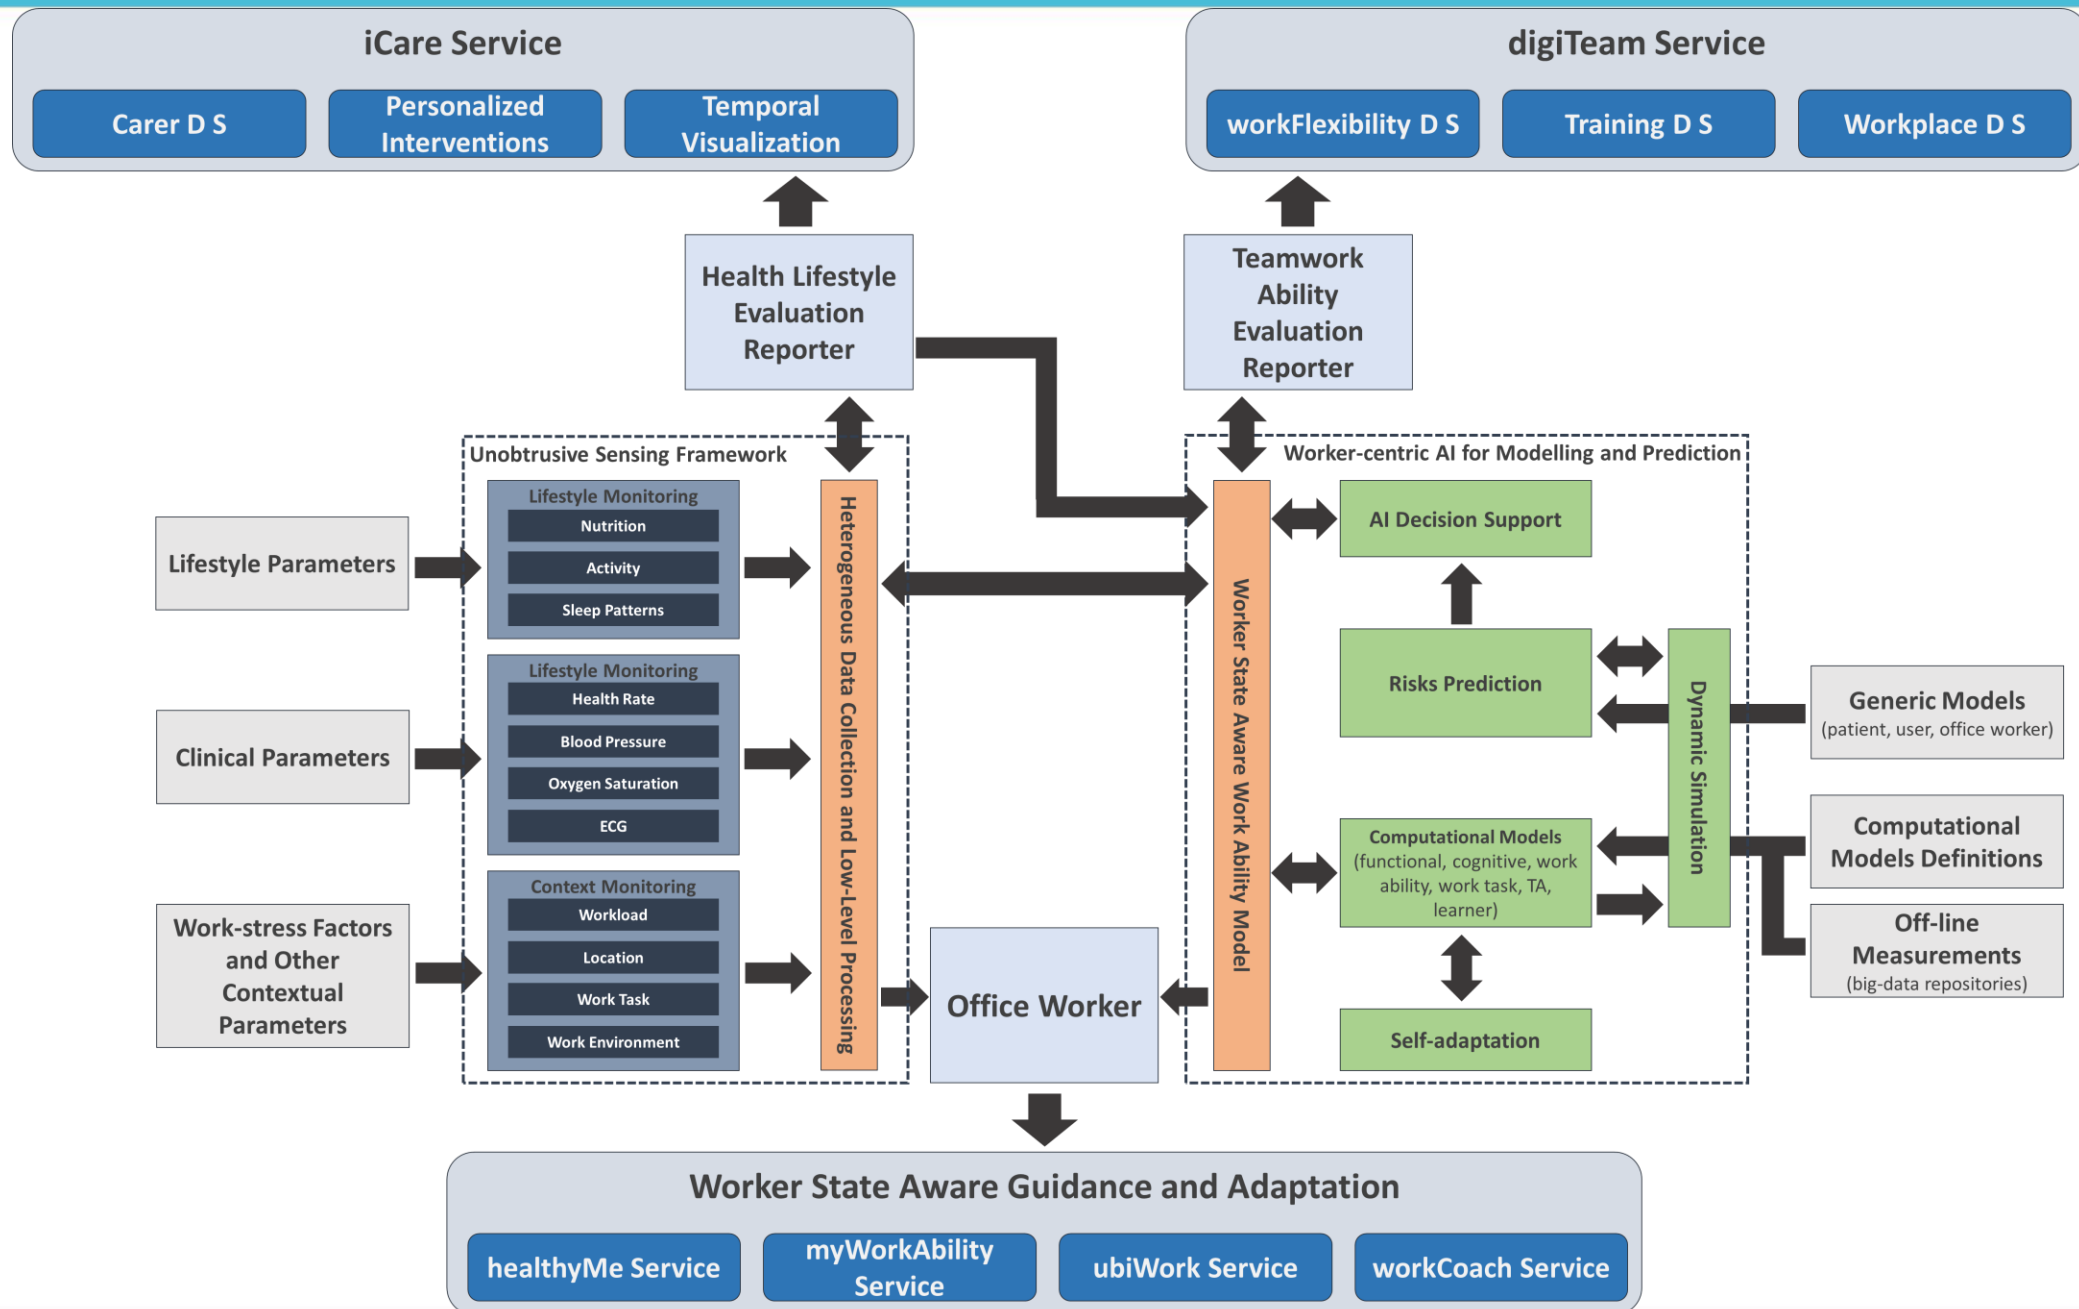 iCare Service
Carer D S
Personalized
Interventions
Temporal
Visualization
digiTeam Service
workFlexibility D S
Training D S
Workplace D S
Health Lifestyle
Evaluation
Reporter
Teamwork
Ability
Evaluation
Reporter
Lifestyle Parameters
Clinical Parameters
Work-stress Factors
and Other
Contextual
Parameters
Unobtrusive Sensing Framework
Lifestyle Monitoring
Nutrition
Activity
Sleep Patterns
Lifestyle Monitoring
Health Rate
Blood Pressure
Oxygen Saturation
ECG
Context Monitoring
Workload
Location
Work Task
Work Environment
Heterogeneous Data Collection and Low-Level Processing
Office Worker
Worker-centric AI for Modelling and Prediction
Worker State Aware Work Ability Model
AI Decision Support
Risks Prediction
Computational Models
(functional, cognitive, work
ability, work task, TA,
learner)
Self-adaptation
Dynamic Simulation
Generic Models
(patient, user, office worker)
Computational
Models Definitions
Off-line
Measurements
(big-data repositories)
Worker State Aware Guidance and Adaptation
healthyMe Service
myWorkAbility
Service
ubiWork Service
workCoach Service